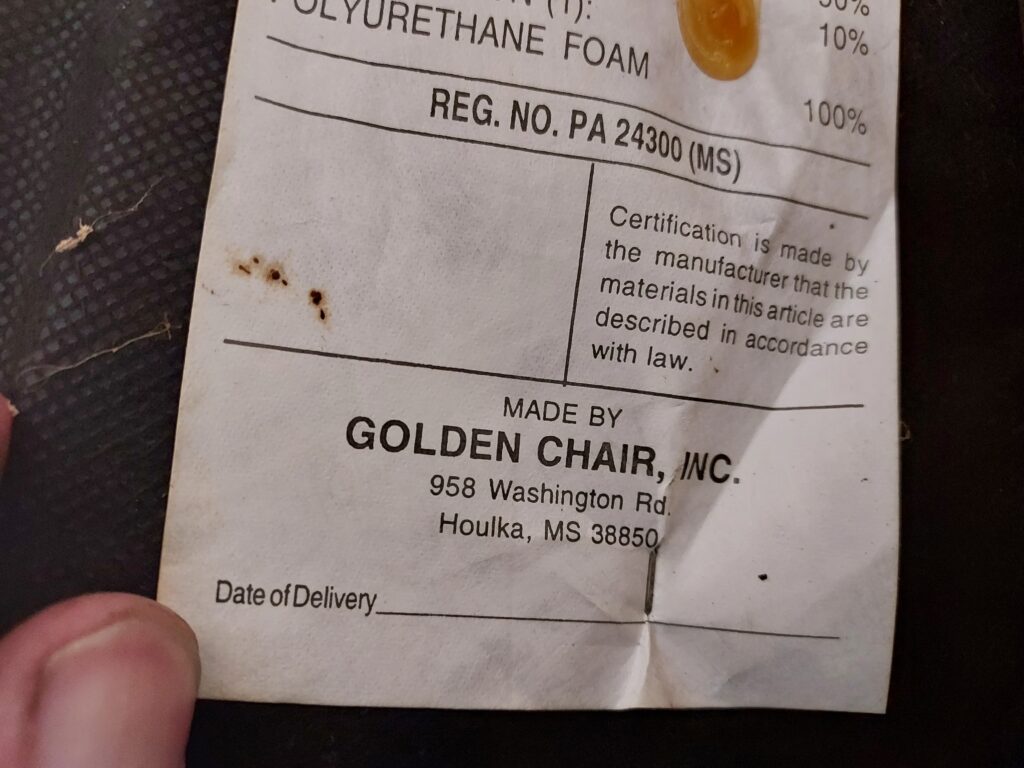 (1):
50%
POLYURETHANE FOAM
10%
100%
REG. NO. PA 24300 (MS)
Certification is made by
the manufacturer that the
materials in this article are
described in accordance
with law.
MADE BY
GOLDEN CHAIR, INC.
958 Washington Rd.
Houlka, MS 38850
Date of Delivery